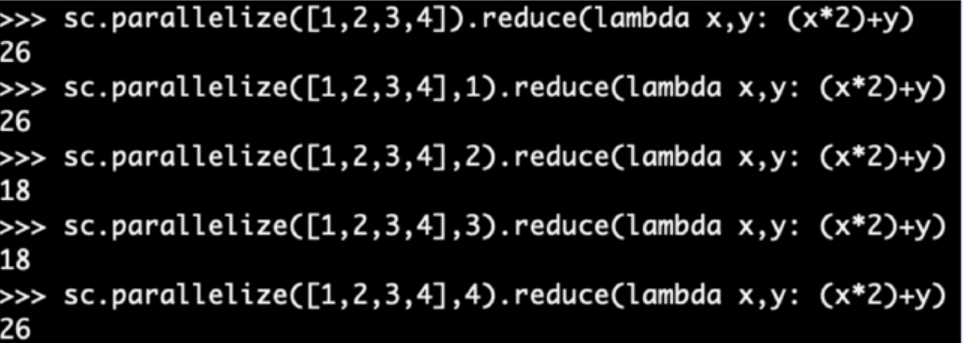 >>> sc.parallelize([1,2,3,4]).reduce(lambda x,y: (x*2)+y)
26
>>> sc.parallelize([1,2,3,4],1).reduce(lambda x,y: (x*2)+y)
26
>>> sc.parallelize([1,2,3,4],2).reduce(lambda x,y: (x*2)+y)
18
>>> sc.parallelize([1,2,3,4],3).reduce(lambda x,y: (x*2)+y)
18
>>> sc.parallelize([1,2,3,4],4).reduce(lambda x,y: (x*2)+y)
26